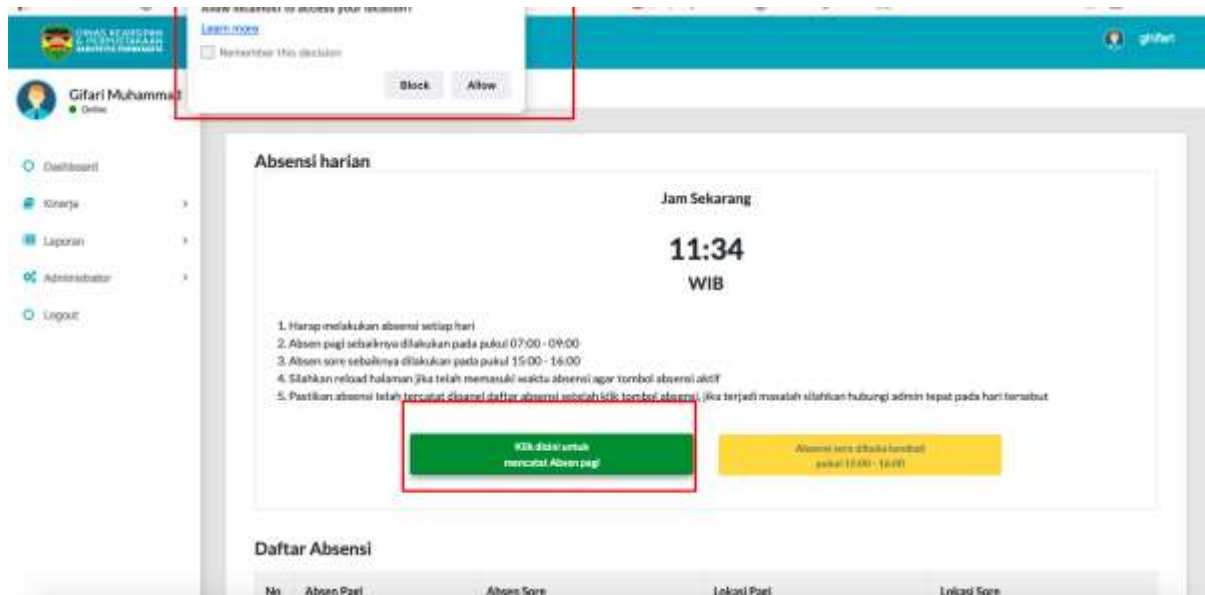 Allow localhost to access your location?
Learn more
Remember this decision
Block
Allow
DINAS KEARSIPAN
& PERPUSTAKAAN
ghifari
Gifari Muhammad
Online
Dashboard
Kinerja
Laporan
Administrator
Logout
Absensi harian
Jam Sekarang
11:34
WIB
1. Harap melakukan absensi setiap hari
2. Absen pagi sebaiknya dilakukan pada pukul 07:00 - 09:00
3. Absen sore sebaiknya dilakukan pada pukul 15:00 - 16:00
4. Silahkan reload halaman jika telah memasuki waktu absensi agar tombol absensi aktif
5. Pastikan absensi telah tercatat dipanel daftar absensi setelah klik tombol absensi, jika terjadi masalah silahkan hubungi admin tepat pada hari tersebut
Klik disini untuk
mencatat Absen pagi
Absensi sore dibuka kembali
pukul 15:00 - 16:00
Daftar Absensi
No
Absen Pagi
Absen Sore
Lokasi Pagi
Lokasi Sore